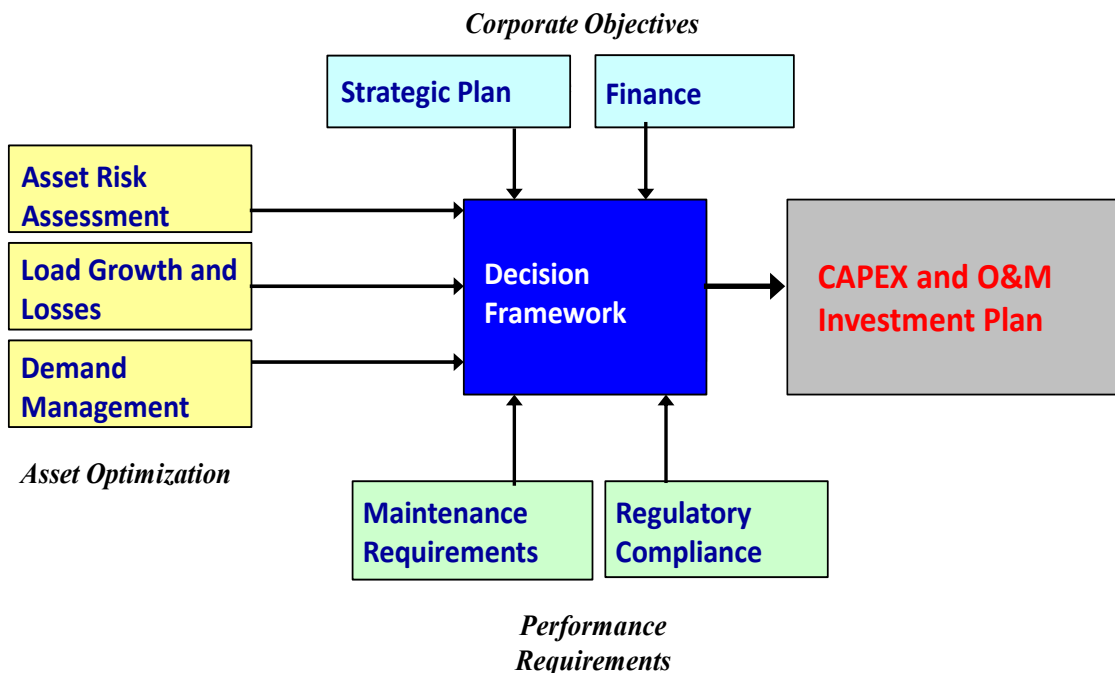 Corporate Objectives
Strategic Plan
Finance
Asset Risk
Assessment
Load Growth and
Losses
Demand
Management
Asset Optimization
Decision
Framework
CAPEX and O&M
Investment Plan
Maintenance
Requirements
Regulatory
Compliance
Performance
Requirements